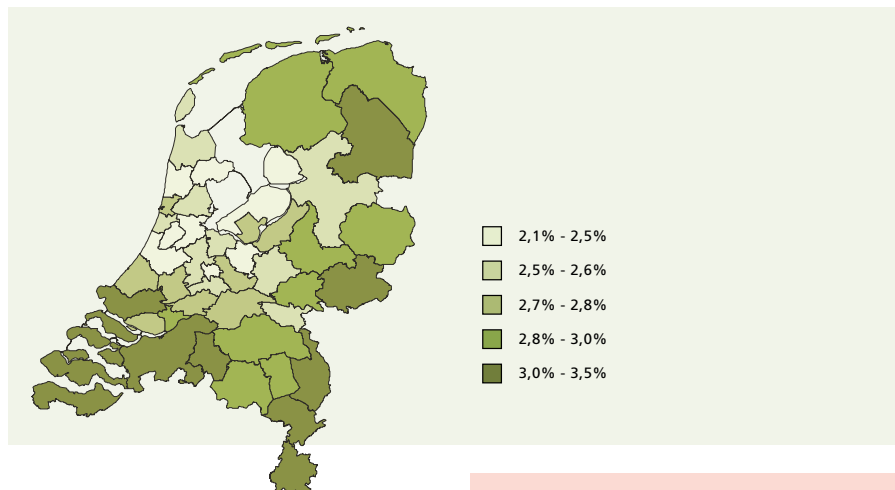 2,1% - 2,5%
2,5% - 2,6%
2,7% - 2,8%
2,8% - 3,0%
3,0% - 3,5%